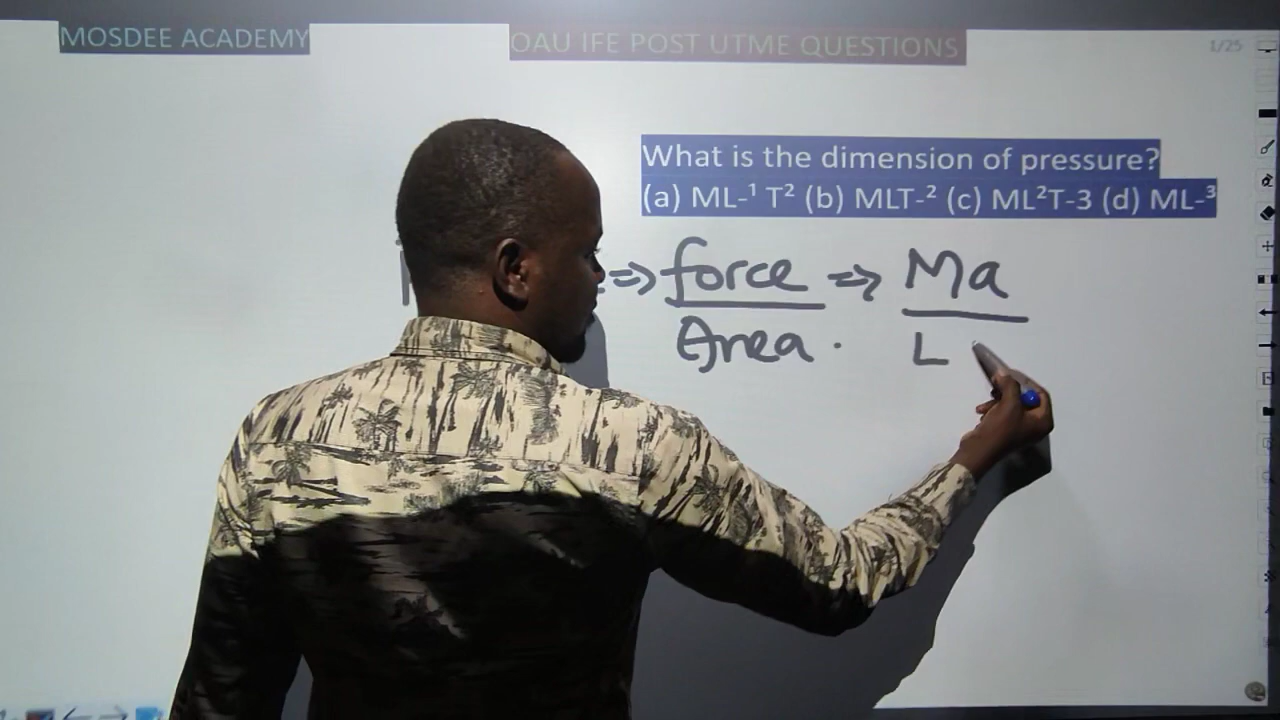 MOSDEE ACADEMY
OAU IFE POST UTME QUESTIONS
1/25
What is the dimension of pressure?
(a) ML-¹ T² (b) MLT-² (c) ML²T-3 (d) ML-³
=> force => Ma
Area. L